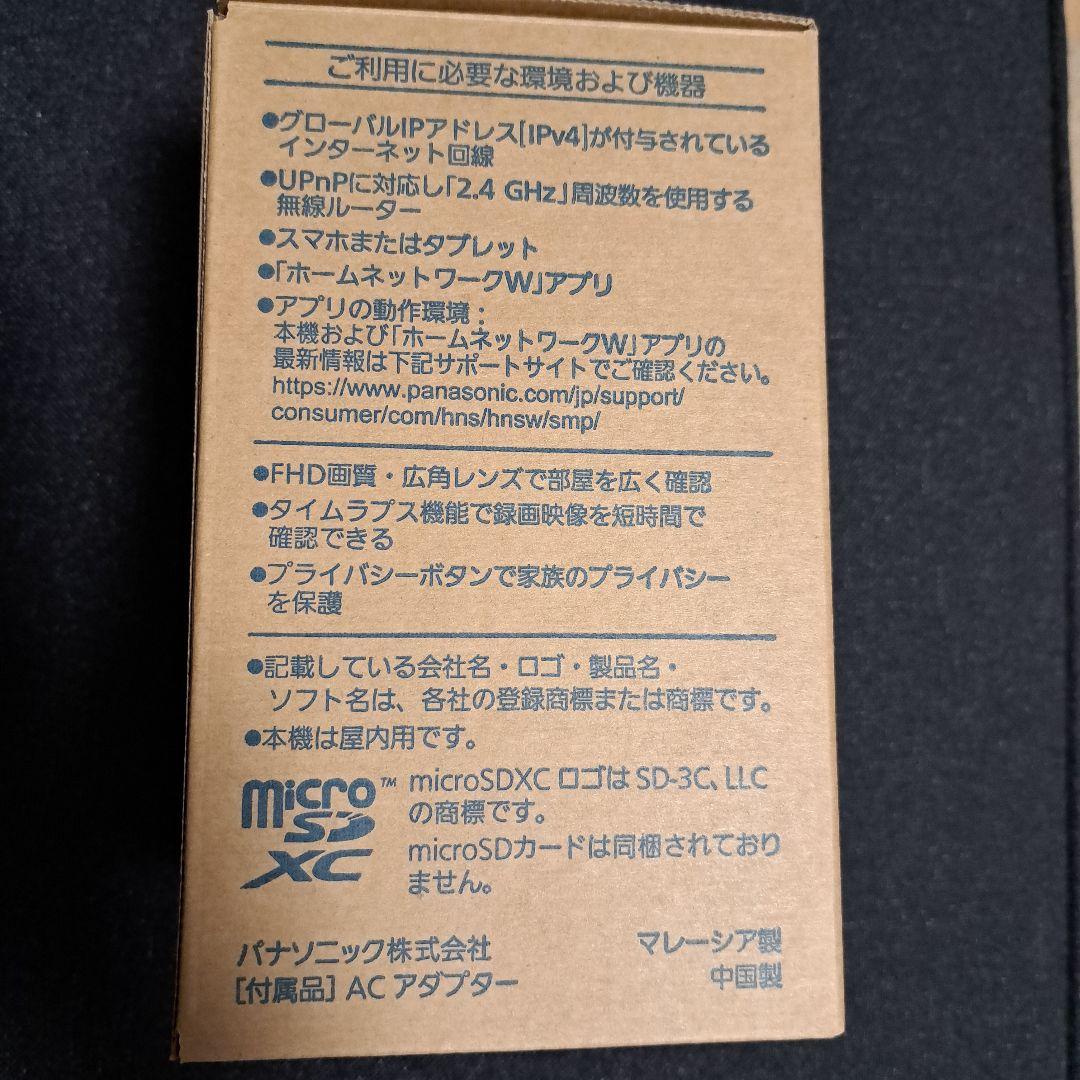 ご利用に必要な環境および機器
●グローバルIPアドレス[IPv4]が付与されている
インターネット回線
●UPnPに対応し「2.4 GHz」周波数を使用する
無線ルーター
●スマホまたはタブレット
●「ホームネットワークW」アプリ
●アプリの動作環境：
本機および「ホームネットワークW」アプリの
最新情報は下記サポートサイトでご確認ください。
https://www.panasonic.com/jp/support/
consumer/com/hns/hnsw/smp/
●FHD画質・広角レンズで部屋を広く確認
●タイムラプス機能で録画映像を短時間で
確認できる
●プライバシーボタンで家族のプライバシー
を保護
●記載している会社名・ロゴ・製品名・
ソフト名は、各社の登録商標または商標です。
●本機は屋内用です。
micro SD XC ™
microSDXC ロゴは SD-3C, LLC
の商標です。
microSDカードは同梱されており
ません。
パナソニック株式会社 マレーシア製
[付属品] AC アダプター 中国製